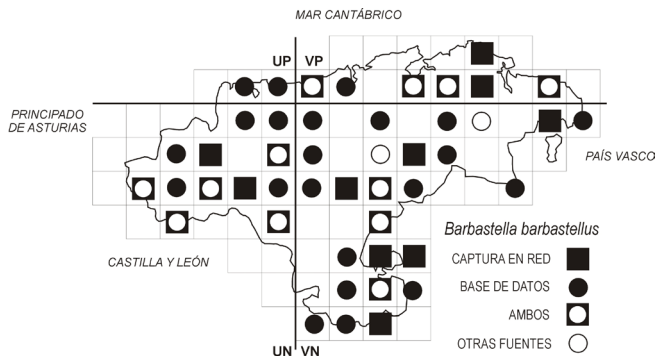 MAR CANTÁBRICO
UP VP
PRINCIPADO
DE ASTURIAS
PAÍS VASCO
Barbastella barbastellus
CASTILLA Y LEÓN
CAPTURA EN RED
BASE DE DATOS
AMBOS
OTRAS FUENTES
UN VN